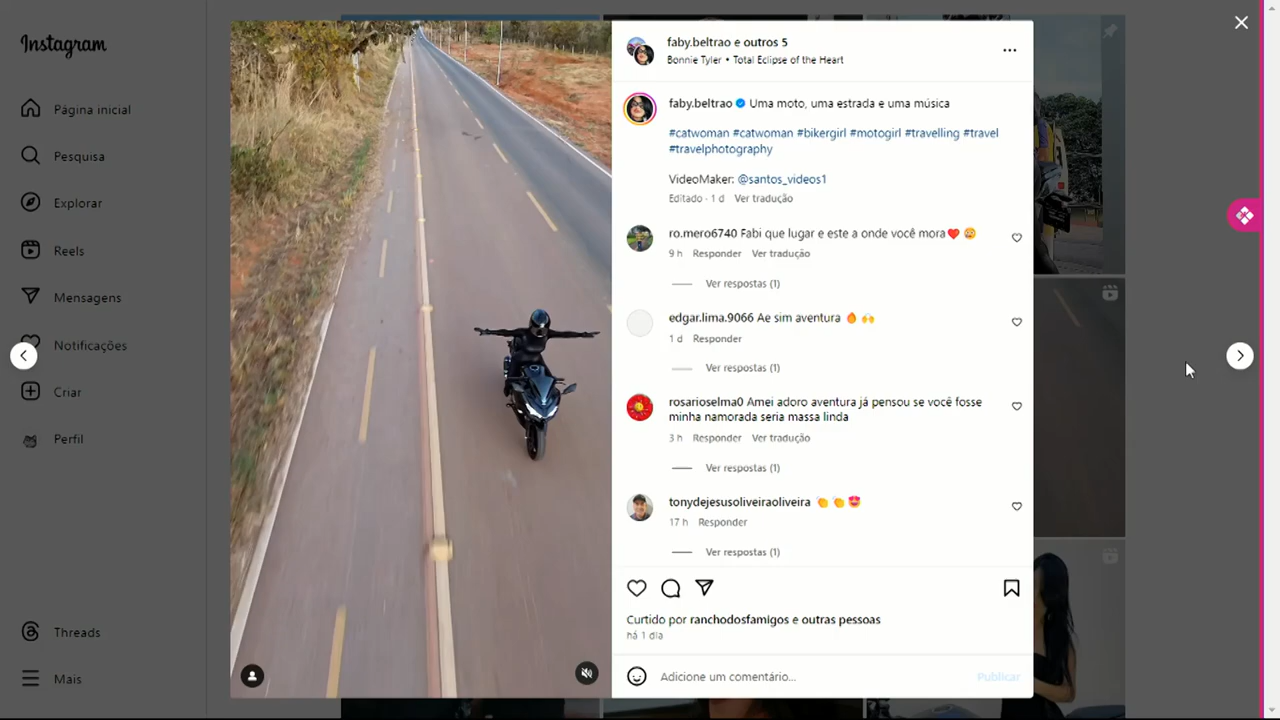 Instagram
Página inicial
Pesquisa
Explorar
Reels
Mensagens
Notificações
Criar
Perfil
Threads
Mais
faby.beltrao e outros 5
Bonnie Tyler • Total Eclipse of the Heart
faby.beltrao Uma moto, uma estrada e uma música
#catwoman #catwoman #bikergirl #motogirl #travelling #travel
#travelphotography
VideoMaker: @santos_videos1
Editado · 1 d Ver tradução
ro.mero6740 Fabi que lugar e este a onde você mora❤️ 🤩
9 h Responder Ver tradução
Ver respostas (1)
edgar.lima.9066 Ae sim aventura 🔥 🙌
1 d Responder
Ver respostas (1)
rosarioselma0 Amei adoro aventura já pensou se você fosse
minha namorada seria massa linda
3 h Responder Ver tradução
Ver respostas (1)
tonydejesusoliveiraoliveira 👏 👏 😍
17 h Responder
Ver respostas (1)
Curtido por ranchodosfamigos e outras pessoas
há 1 dia
Adicione um comentário...
Publicar